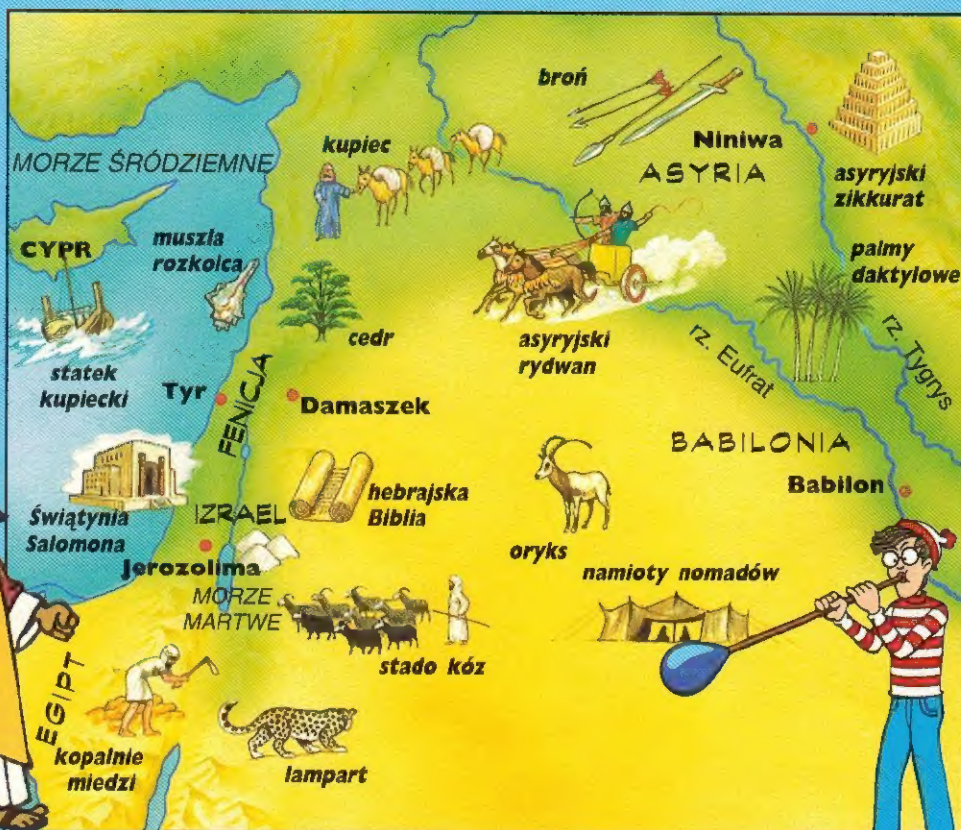 broń
Niniwa
kupiec
MORZE ŚRÓDZIEMNE
ASYRIA
asyryjski
zikkurat
CYPR
muszla
rozkolca
palmy
daktylowe
cedr
asyryjski
rydwan
rz. Eufrat
rz. Tygrys
statek
kupiecki
Tyr
FENICJA
Damaszek
BABILONIA
Babilon
hebrajska
Biblia
Świątynia
Salomona
IZRAEL
oryks
Jerozolima
namioty nomadów
MORZE
MARTWE
stado kóz
EGIPT
kopalnie
miedzi
lampart